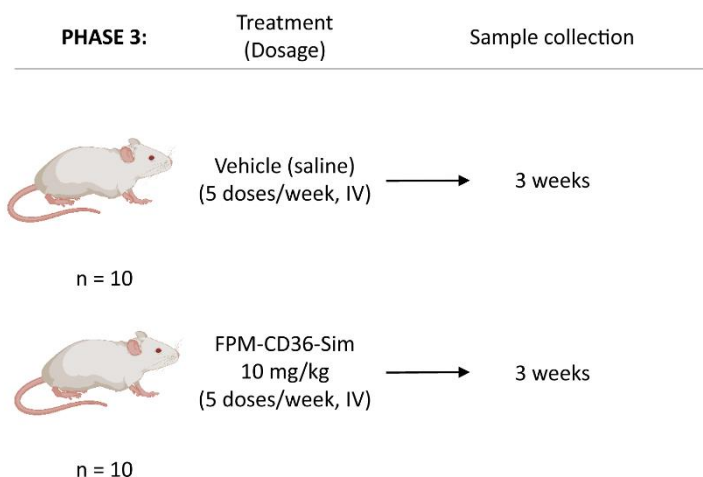 PHASE 3:
Treatment
(Dosage)
Sample collection
Vehicle (saline)
(5 doses/week, IV)
3 weeks
n = 10
FPM-CD36-Sim
10 mg/kg
(5 doses/week, IV)
3 weeks
n = 10